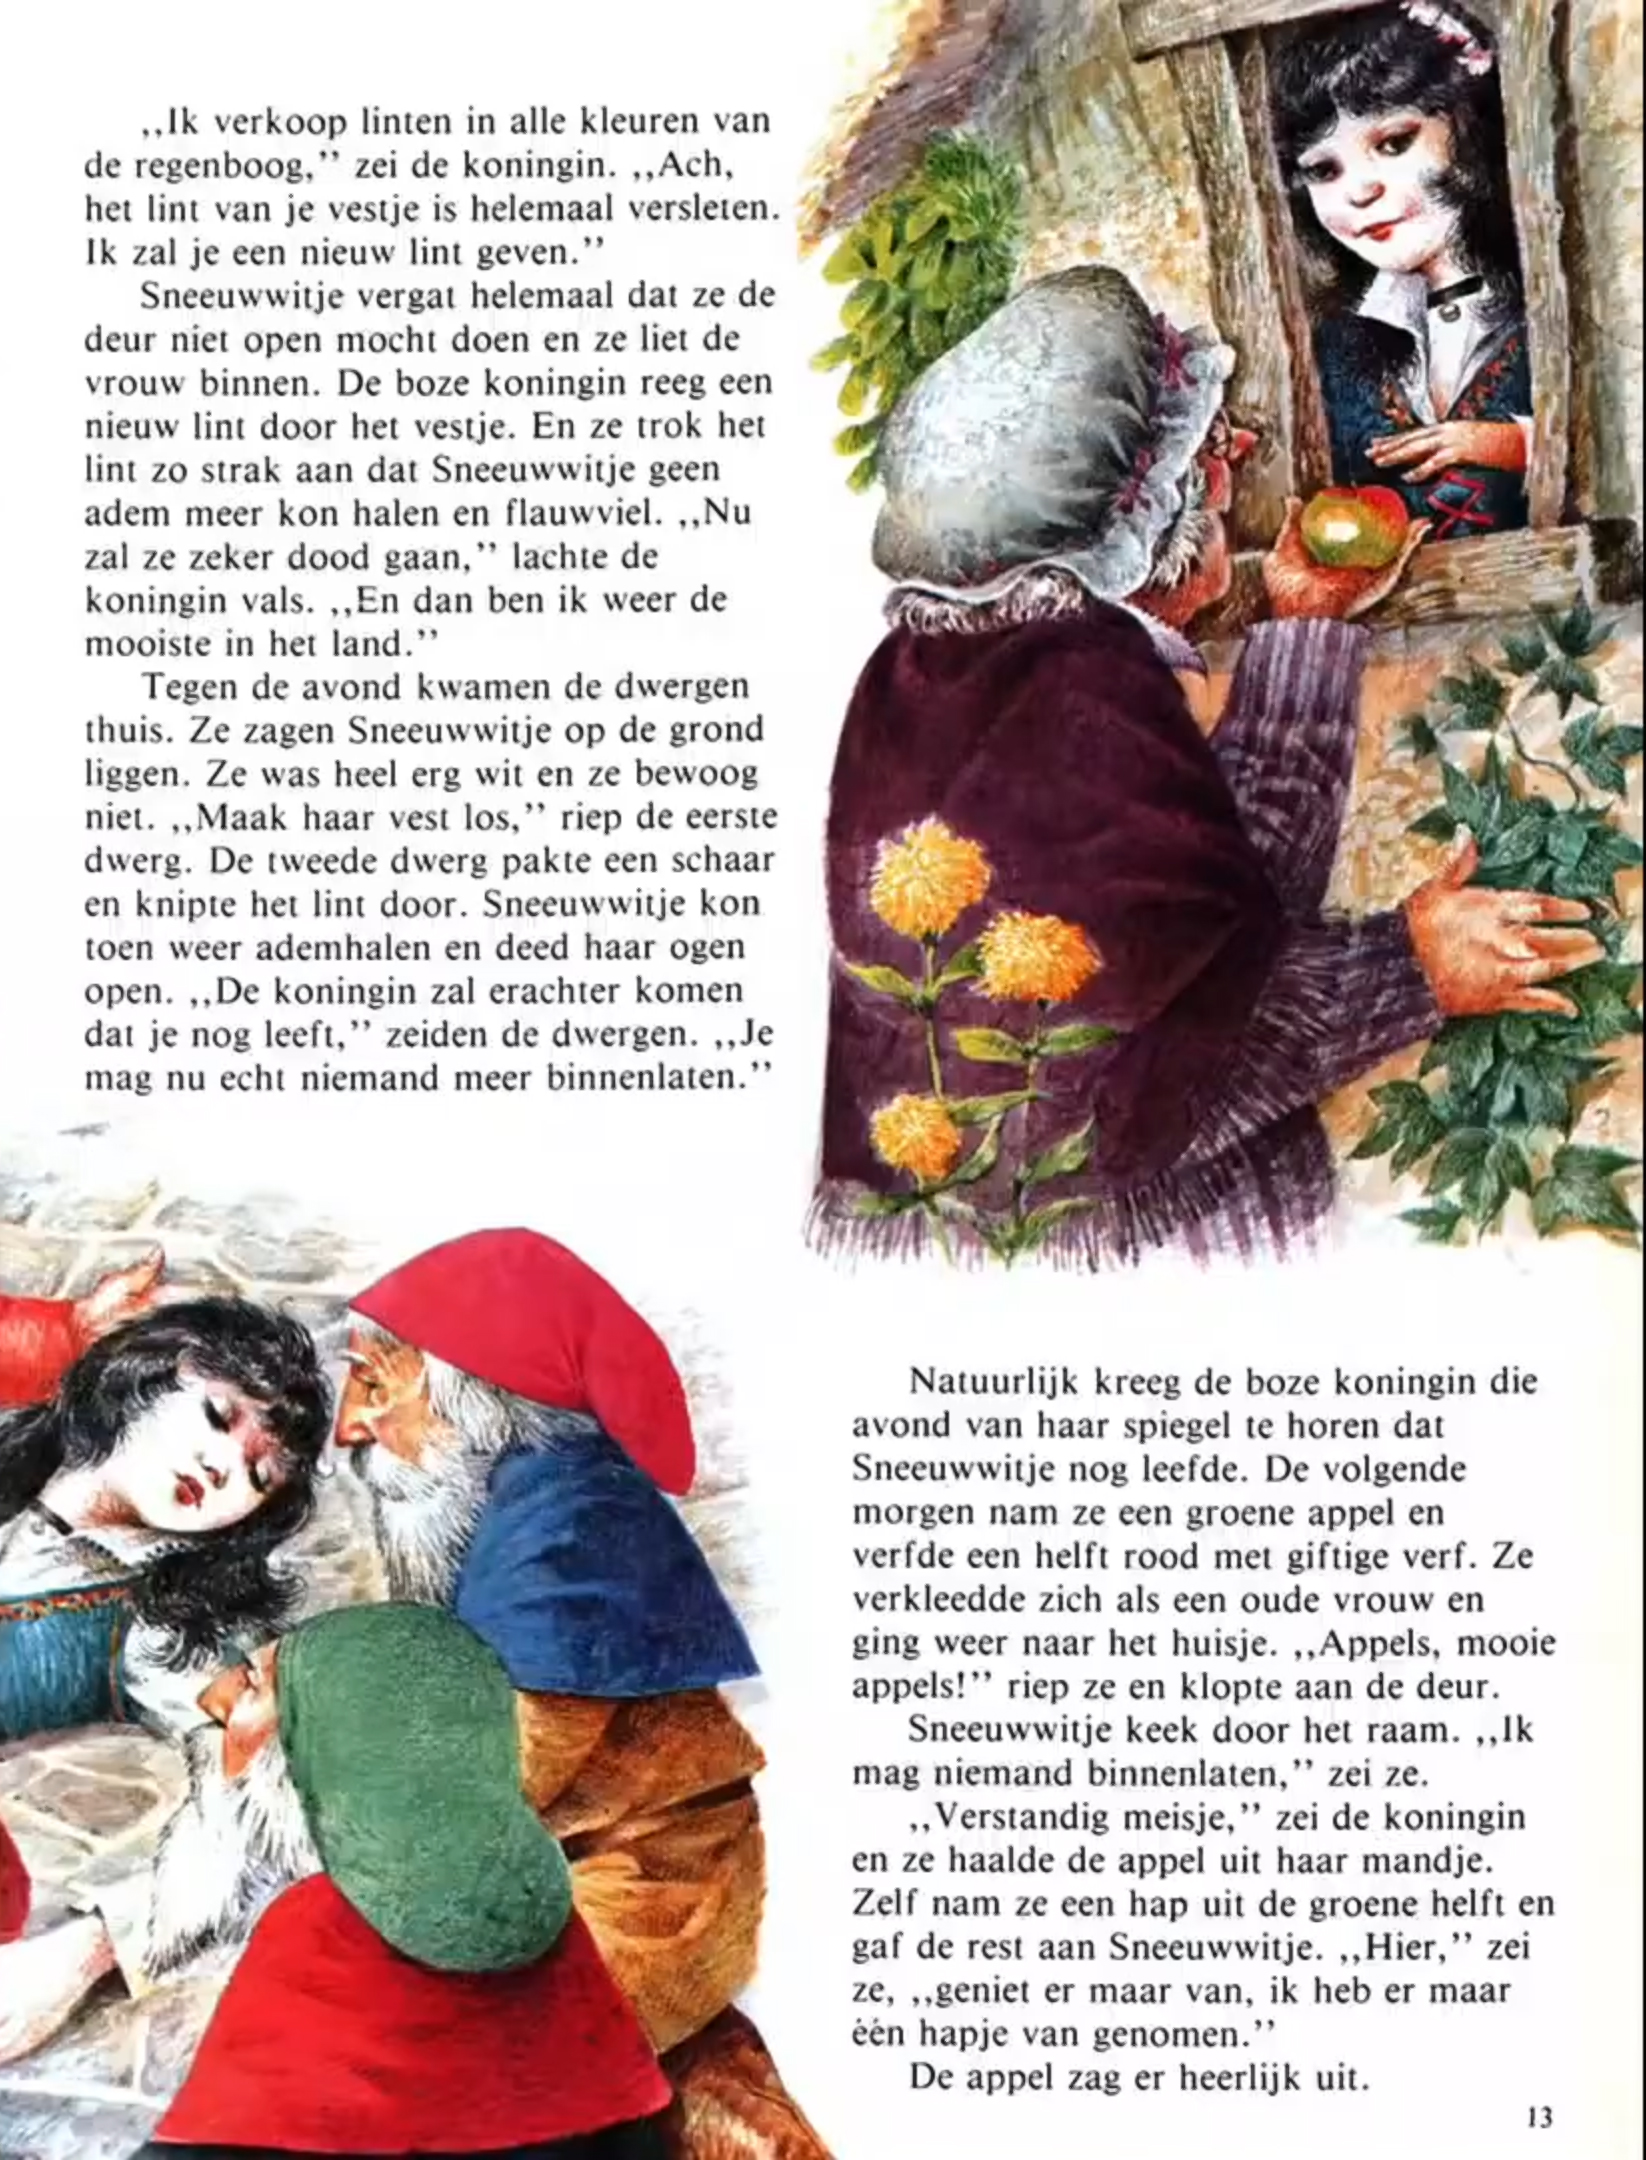 ,,Ik verkoop linten in alle kleuren van
de regenboog,’’ zei de koningin. ,,Ach,
het lint van je vestje is helemaal versleten.
Ik zal je een nieuw lint geven.’’
Sneeuwwitje vergat helemaal dat ze de
deur niet open mocht doen en ze liet de
vrouw binnen. De boze koningin reeg een
nieuw lint door het vestje. En ze trok het
lint zo strak aan dat Sneeuwwitje geen
adem meer kon halen en flauwviel. ,,Nu
zal ze zeker dood gaan,’’ lachte de
koningin vals. ,,En dan ben ik weer de
mooiste in het land.’’
Tegen de avond kwamen de dwergen
thuis. Ze zagen Sneeuwwitje op de grond
liggen. Ze was heel erg wit en ze bewoog
niet. ,,Maak haar vest los,’’ riep de eerste
dwerg. De tweede dwerg pakte een schaar
en knipte het lint door. Sneeuwwitje kon
toen weer ademhalen en deed haar ogen
open. ,,De koningin zal erachter komen
dat je nog leeft,’’ zeiden de dwergen. ,,Je
mag nu echt niemand meer binnenlaten.’’
Natuurlijk kreeg de boze koningin die
avond van haar spiegel te horen dat
Sneeuwwitje nog leefde. De volgende
morgen nam ze een groene appel en
verfde een helft rood met giftige verf. Ze
verkleedde zich als een oude vrouw en
ging weer naar het huisje. ,,Appels, mooie
appels!’’ riep ze en klopte aan de deur.
Sneeuwwitje keek door het raam. ,,Ik
mag niemand binnenlaten,’’ zei ze.
,,Verstandig meisje,’’ zei de koningin
en ze haalde de appel uit haar mandje.
Zelf nam ze een hap uit de groene helft en
gaf de rest aan Sneeuwwitje. ,,Hier,’’ zei
ze, ,,geniet er maar van, ik heb er maar
één hapje van genomen.’’
De appel zag er heerlijk uit.
13